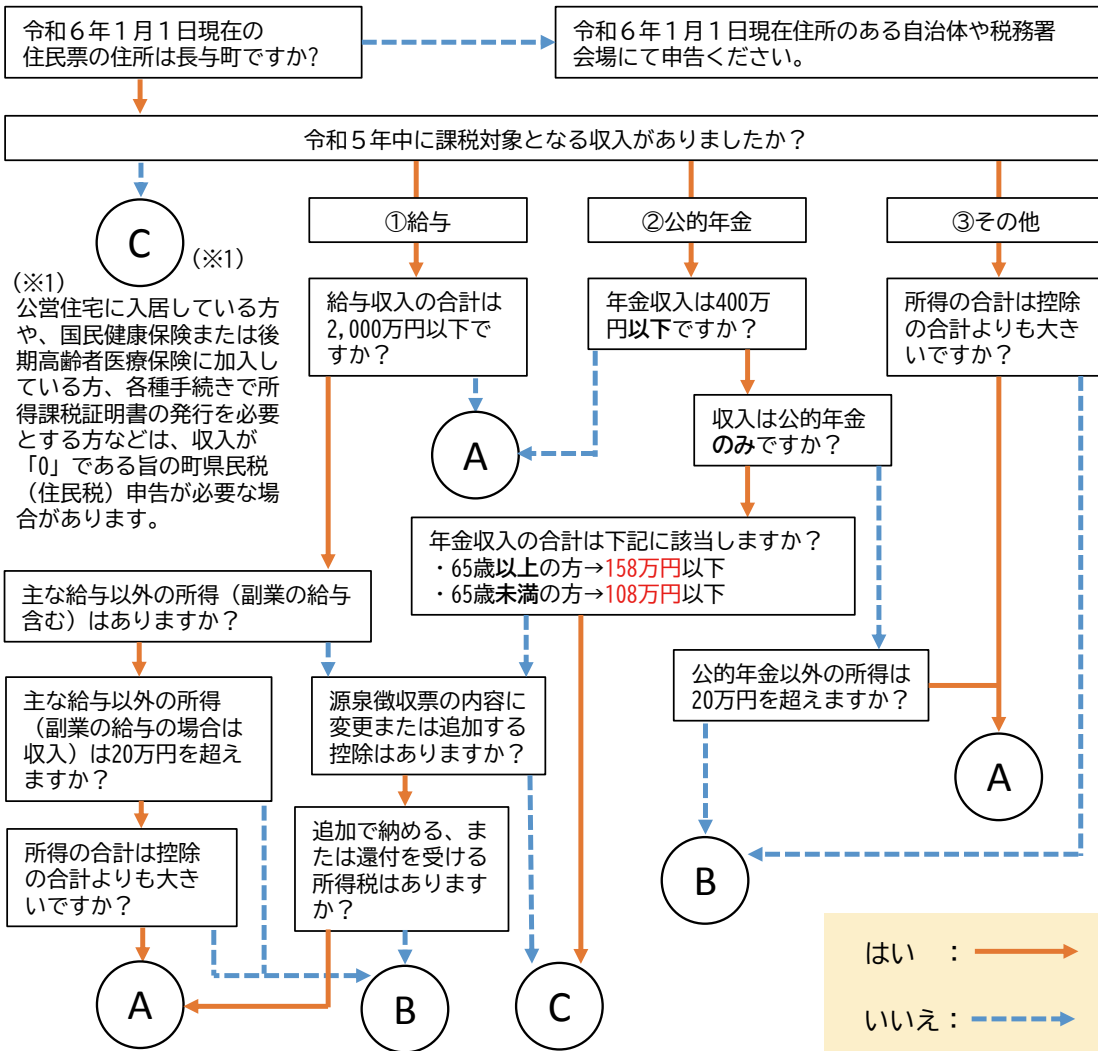 令和６年１月１日現在の
住民票の住所は長与町ですか?
令和６年１月１日現在住所のある自治体や税務署
会場にて申告ください。
令和５年中に課税対象となる収入がありましたか？
C
(※1)
①給与
②公的年金
③その他
(※1)
公営住宅に入居している方
や、国民健康保険または後
期高齢者医療保険に加入し
ている方、各種手続きで所
得課税証明書の発行を必要
とする方などは、収入が
「0」である旨の町県民税
（住民税）申告が必要な場
合があります。
給与収入の合計は
2,000万円以下で
すか？
年金収入は400万
円以下ですか？
所得の合計は控除
の合計よりも大き
いですか？
A
収入は公的年金
のみですか？
年金収入の合計は下記に該当しますか？
・65歳以上の方→158万円以下
・65歳未満の方→108万円以下
主な給与以外の所得（副業の給与
含む）はありますか？
主な給与以外の所得
（副業の給与の場合は
収入）は20万円を超え
ますか？
源泉徴収票の内容に
変更または追加する
控除はありますか？
公的年金以外の所得は
20万円を超えますか？
A
所得の合計は控除
の合計よりも大き
いですか？
追加で納める、ま
たは還付を受ける
所得税はあります
か？
B
A
B
C
はい ：
いいえ：